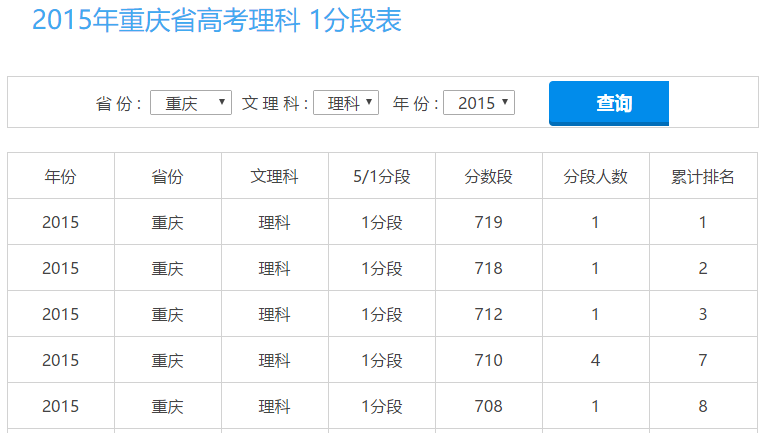 2015年重庆省高考理科 1分段表
省 份 : 重庆 文 理 科 : 理科 年 份 : 2015 查询
年份 省份 文理科 5/1分段 分数段 分段人数 累计排名
2015 重庆 理科 1分段 719 1 1
2015 重庆 理科 1分段 718 1 2
2015 重庆 理科 1分段 712 1 3
2015 重庆 理科 1分段 710 4 7
2015 重庆 理科 1分段 708 1 8